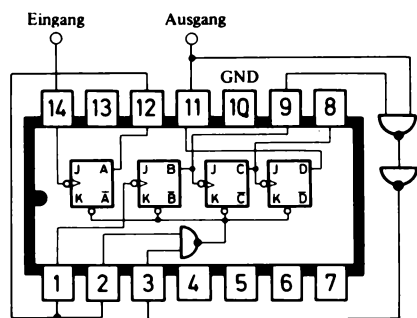 Eingang Ausgang
GND
14 13 12 11 10 9 8
J A J B J C J D
K A̅ K B̅ K C̅ K D̅
1 2 3 4 5 6 7